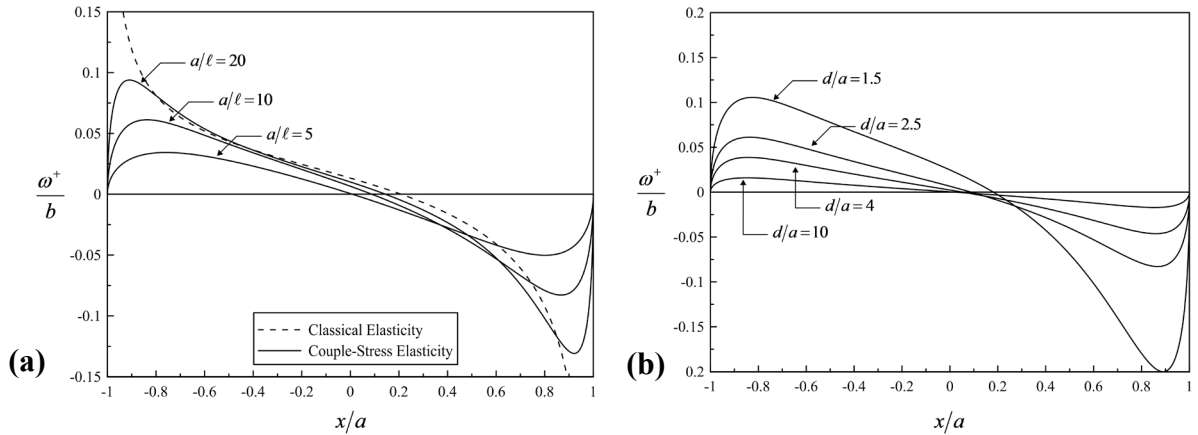 0.15
0.1
0.05
0
-0.05
-0.1
-0.15
ω⁺
b
a/ℓ=20
a/ℓ=10
a/ℓ=5
Classical Elasticity
Couple-Stress Elasticity
-1 -0.8 -0.6 -0.4 -0.2 0 0.2 0.4 0.6 0.8 1
x/a
(a)
0.2
0.15
0.1
0.05
0
-0.05
-0.1
-0.15
0.2
ω⁺
b
d/a=1.5
d/a=2.5
d/a=4
d/a=10
-1 -0.8 -0.6 -0.4 -0.2 0 0.2 0.4 0.6 0.8 1
x/a
(b)